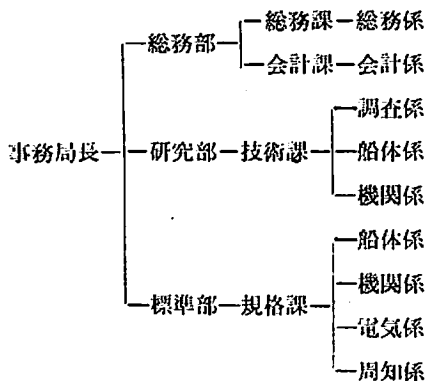 総務課 総務係
総務部
会計課 会計係
調査係
事務局長 研究部 技術課 船体係
機関係
船体係
機関係
標準部 規格課
電気係
周知係